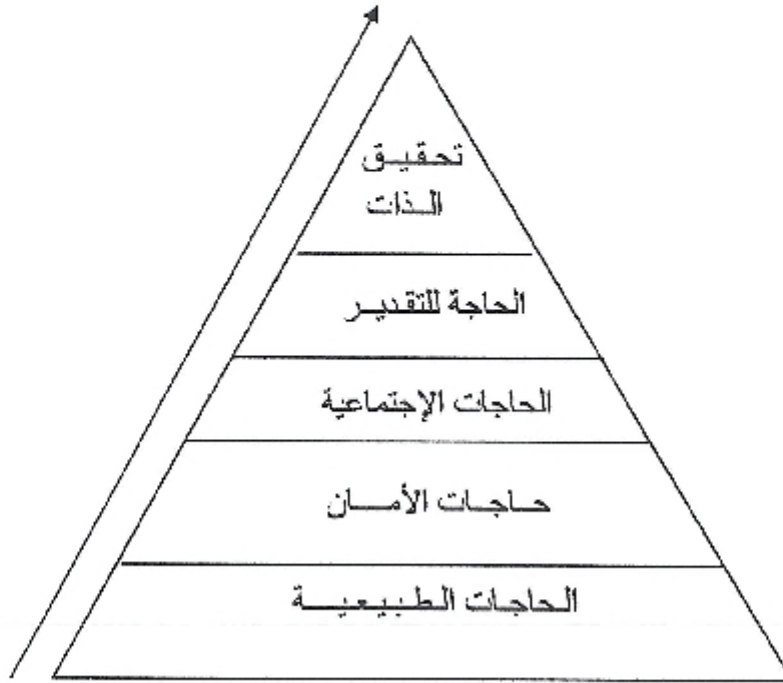 تحقيق
الذات
الحاجة للتقدير
الحاجات الإجتماعية
حاجات الأمان
الحاجات الطبيعية